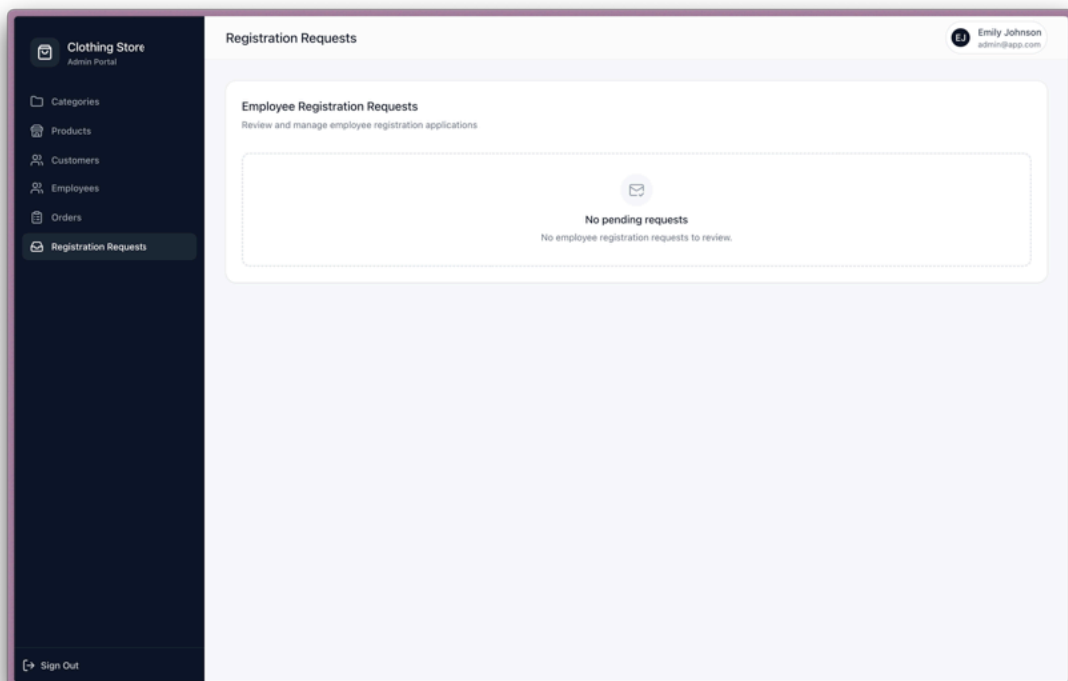 Clothing Store
Admin Portal
Categories
Products
Customers
Employees
Orders
Registration Requests
Sign Out
Registration Requests
EJ
Emily Johnson
admin@app.com
Employee Registration Requests
Review and manage employee registration applications
No pending requests
No employee registration requests to review.